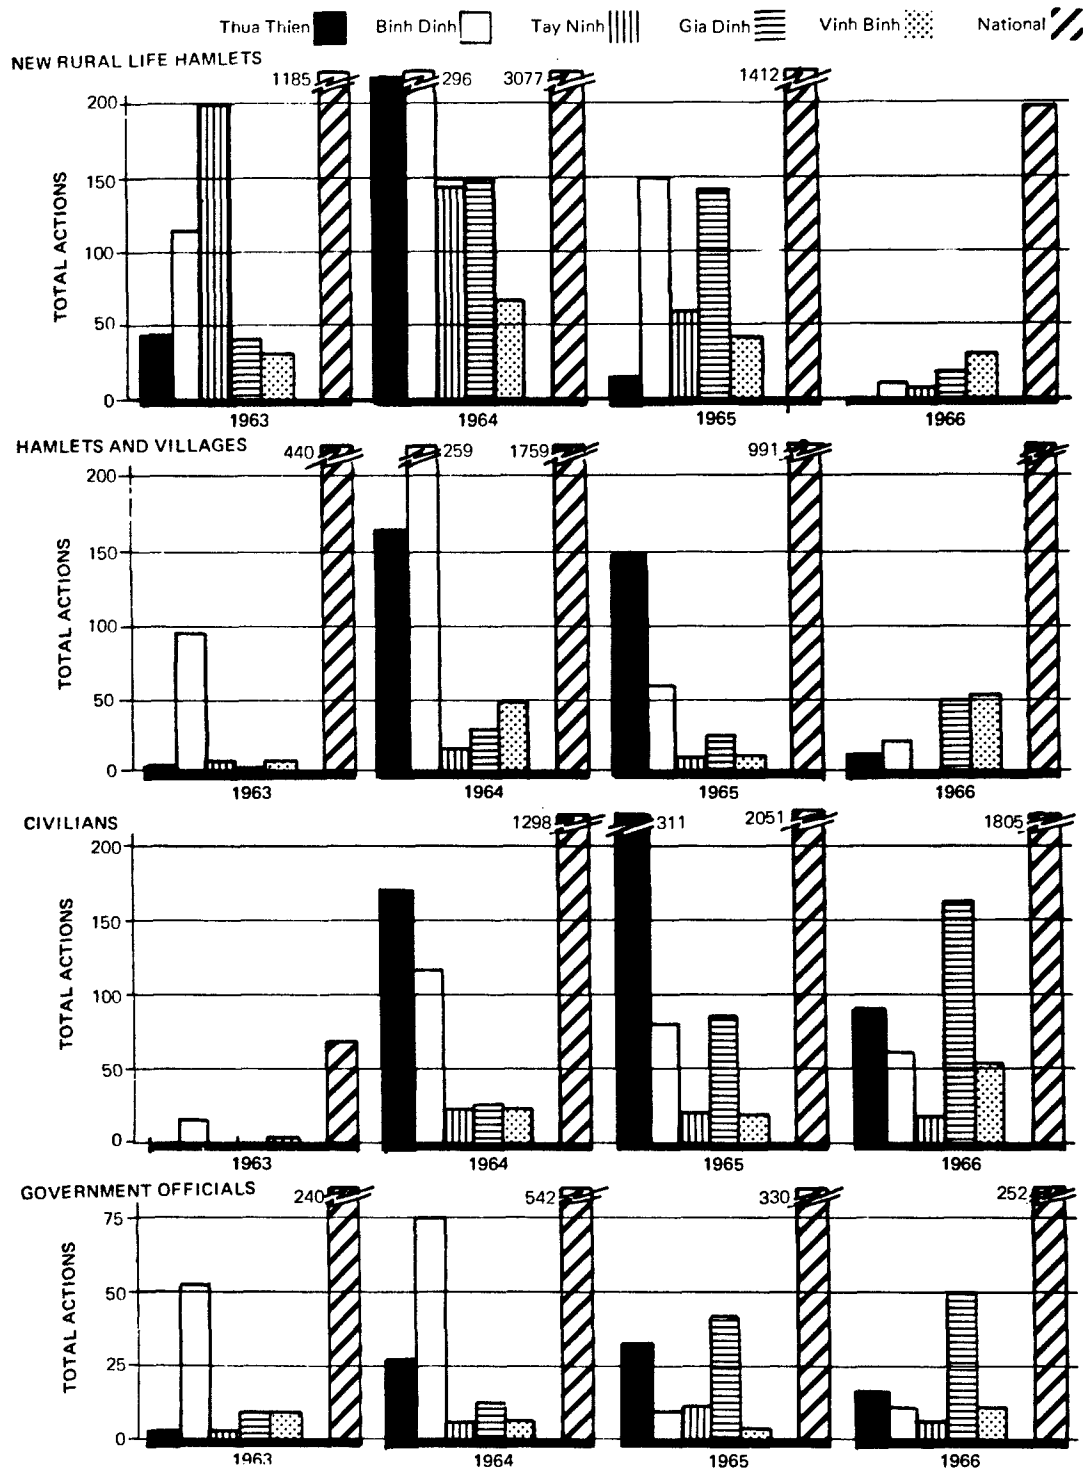 Thua Thien Binh Dinh Tay Ninh Gia Dinh Vinh Binh National
NEW RURAL LIFE HAMLETS
1185 296 3077 1412
TOTAL ACTIONS
200
150
100
50
0
1963 1964 1965 1966
HAMLETS AND VILLAGES
440 259 1759 991
TOTAL ACTIONS
200
150
100
50
0
1963 1964 1965 1966
CIVILIANS
1298 311 2051 1805
TOTAL ACTIONS
200
150
100
50
0
1963 1964 1965 1966
GOVERNMENT OFFICIALS
240 542 330 252
TOTAL ACTIONS
75
50
25
0
1963 1964 1965 1966